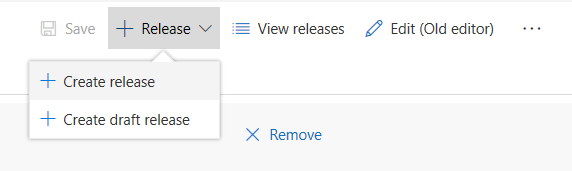 Save Release View releases Edit (Old editor) ...
Create release
Create draft release
Remove